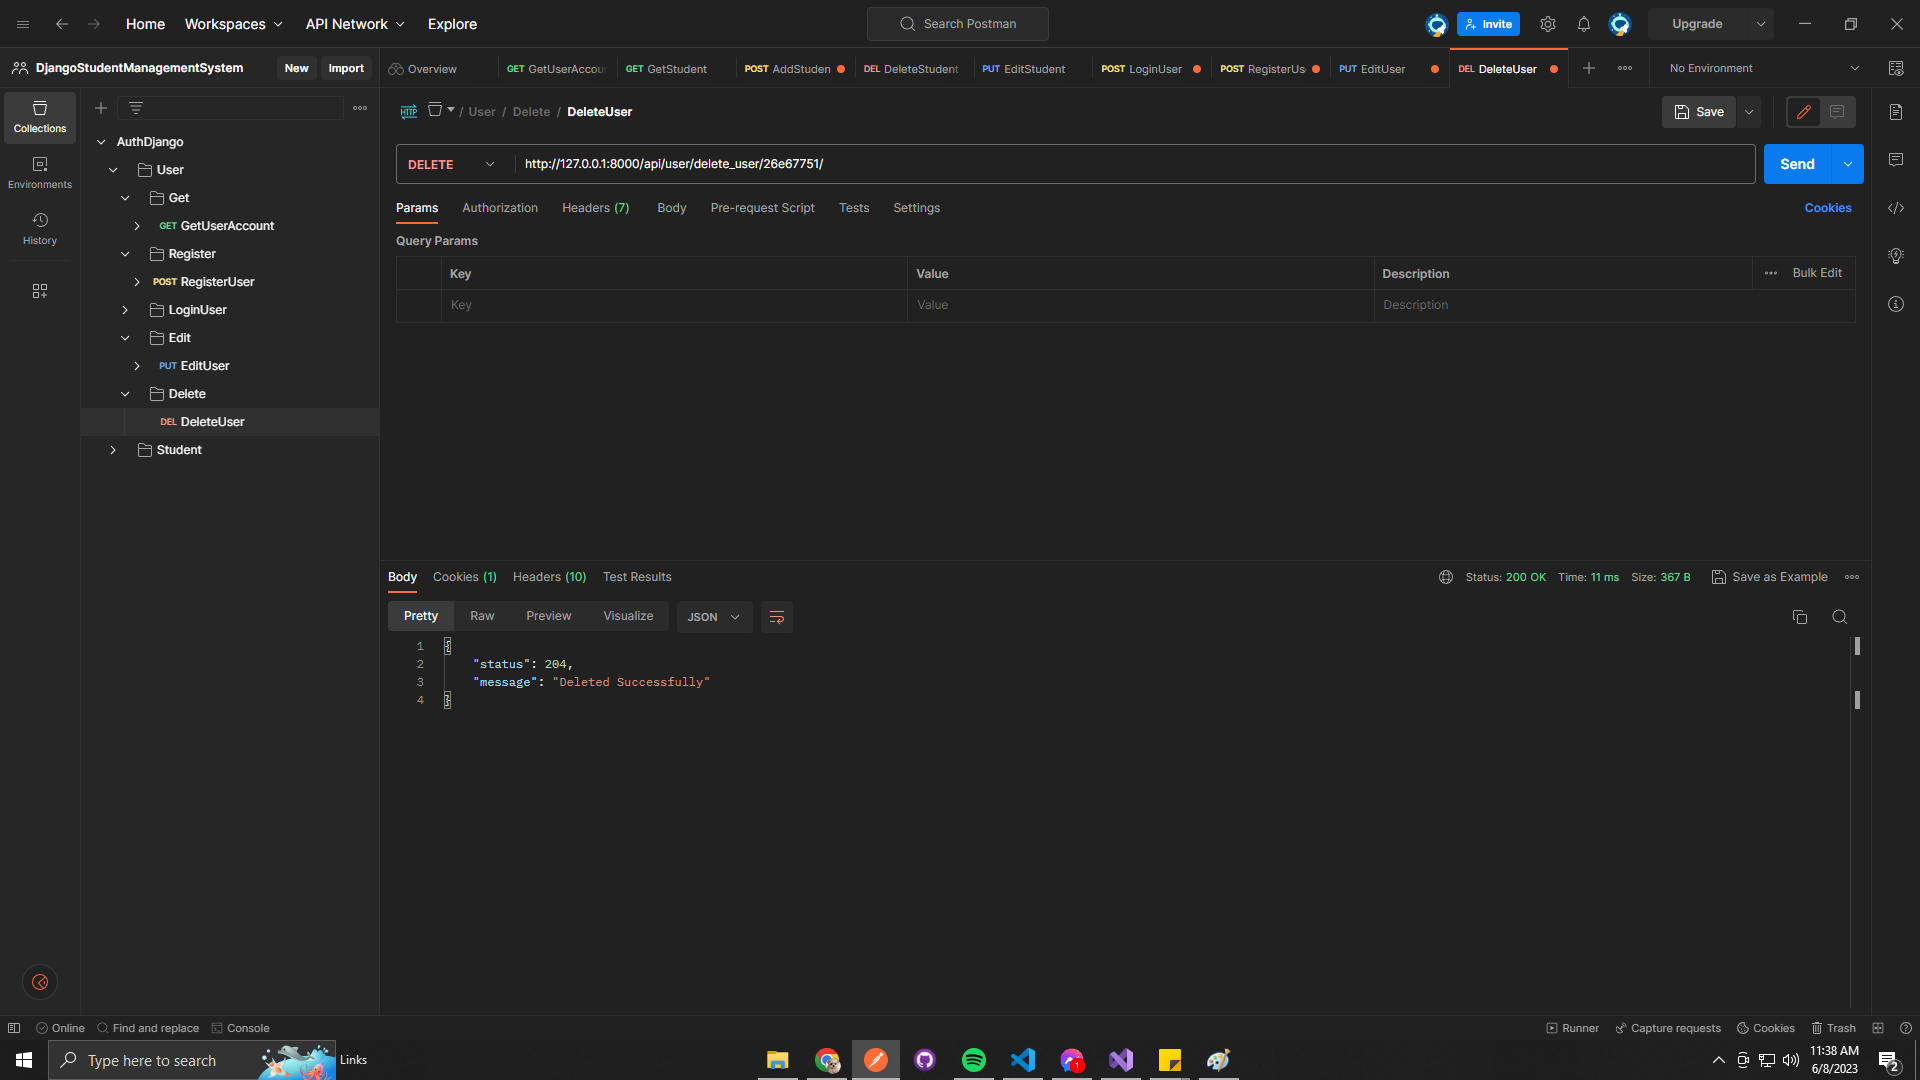 Home
Workspaces
API Network
Explore
Search Postman
Invite
Upgrade
DjangoStudentManagementSystem
New
Import
Overview
GET GetUserAccour
GET GetStudent
POST AddStuden
DEL DeleteStudent
PUT EditStudent
POST LoginUser
POST RegisterUs
PUT EditUser
DEL DeleteUser
No Environment
Collections
Environments
History
AuthDjango
User
Get
GET GetUserAccount
Register
POST RegisterUser
LoginUser
Edit
PUT EditUser
Delete
DEL DeleteUser
Student
HTTP / User / Delete / DeleteUser
Save
DELETE
http://127.0.0.1:8000/api/user/delete_user/26e67751/
Send
Params
Authorization
Headers (7)
Body
Pre-request Script
Tests
Settings
Cookies
Query Params
Key
Value
Description
Bulk Edit
Key
Value
Description
Body
Cookies (1)
Headers (10)
Test Results
Status: 200 OK
Time: 11 ms
Size: 367 B
Save as Example
Pretty
Raw
Preview
Visualize
JSON
1 {
2 "status": 204,
3 "message": "Deleted Successfully"
4 }
Online
Find and replace
Console
Runner
Capture requests
Cookies
Trash
Type here to search
Links
1
11:38 AM
6/8/2023
2